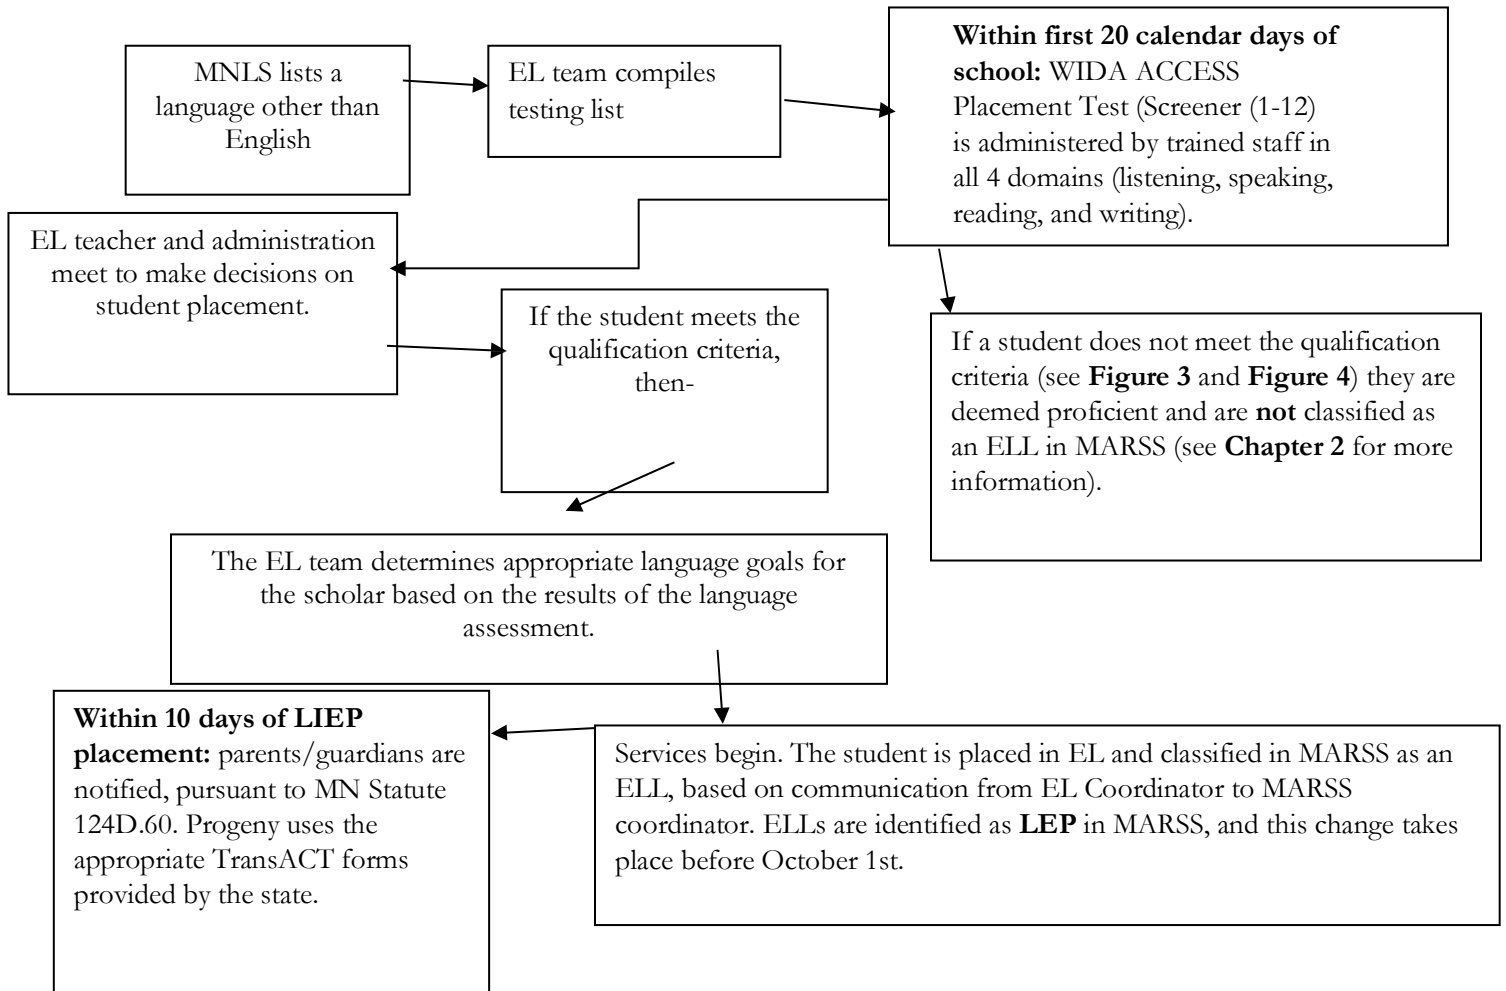 MNLS lists a
language other than
English
EL team compiles
testing list
Within first 20 calendar days of
school: WIDA ACCESS
Placement Test (Screener (1-12)
is administered by trained staff in
all 4 domains (listening, speaking,
reading, and writing).
EL teacher and administration
meet to make decisions on
student placement.
If the student meets the
qualification criteria,
then-
If a student does not meet the qualification
criteria (see Figure 3 and Figure 4) they are
deemed proficient and are not classified as
an ELL in MARSS (see Chapter 2 for more
information).
The EL team determines appropriate language goals for
the scholar based on the results of the language
assessment.
Within 10 days of LIEP
placement: parents/guardians are
notified, pursuant to MN Statute
124D.60. Progeny uses the
appropriate TransACT forms
provided by the state.
Services begin. The student is placed in EL and classified in MARSS as an
ELL, based on communication from EL Coordinator to MARSS
coordinator. ELLs are identified as LEP in MARSS, and this change takes
place before October 1st.